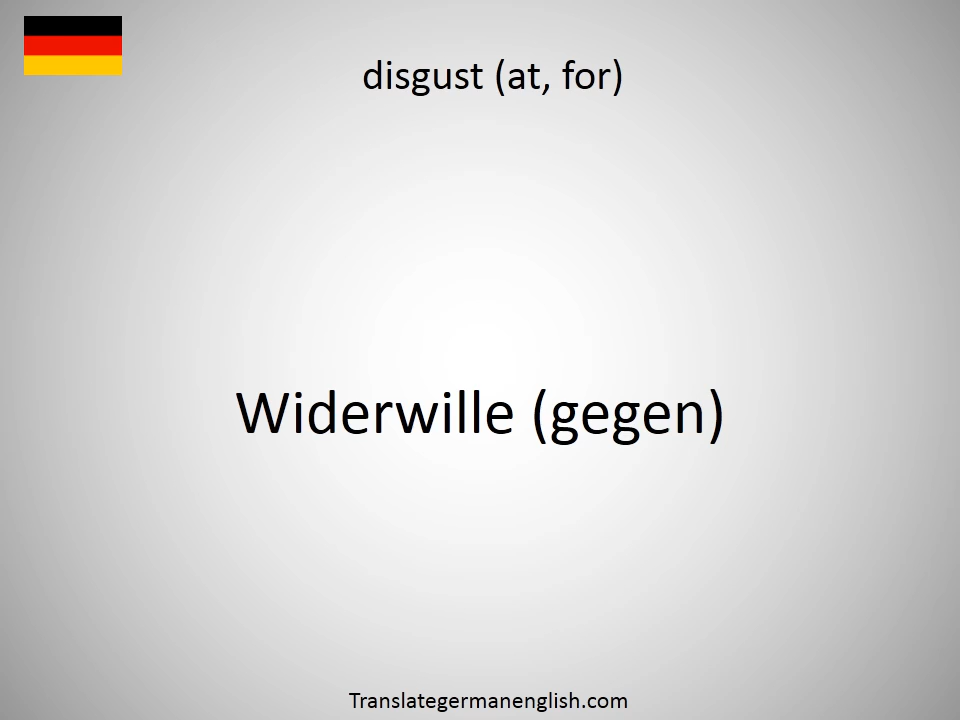 disgust (at, for)
Widerwille (gegen)
Translategermanenglish.com